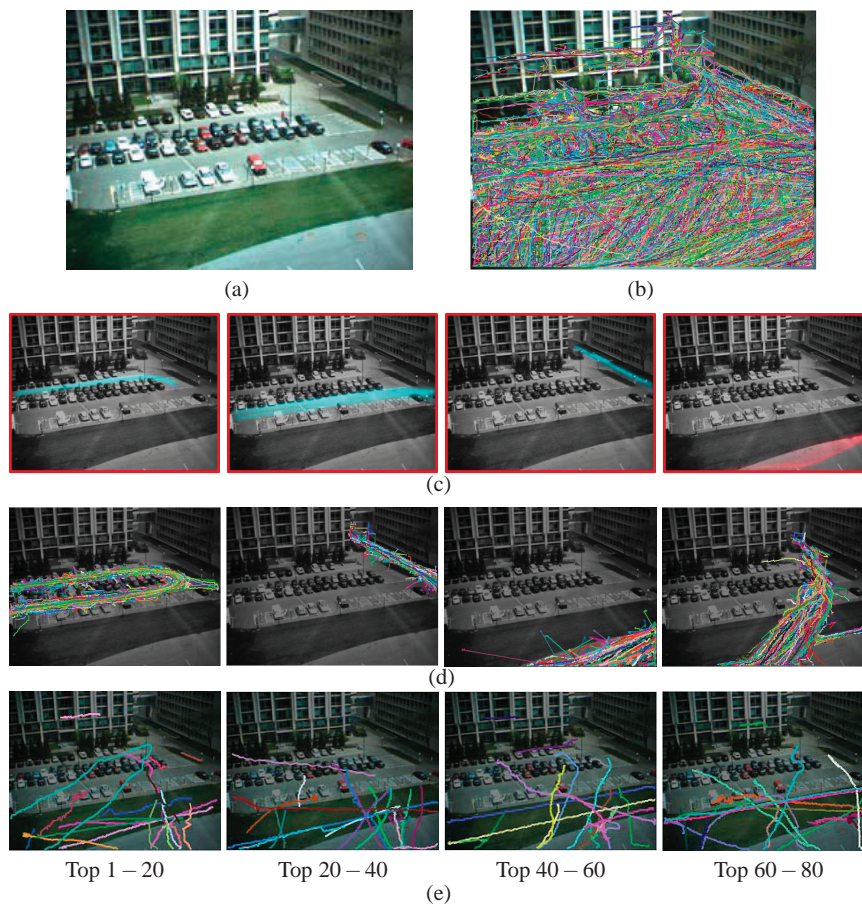 (a)
(b)
(c)
(d)
Top 1 – 20
Top 20 – 40
Top 40 – 60
Top 60 – 80
(e)